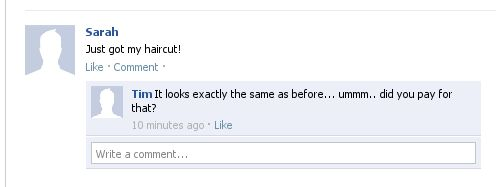 Sarah
Just got my haircut!
Like · Comment ·
Tim It looks exactly the same as before... ummm.. did you pay for
that?
10 minutes ago · Like
Write a comment...